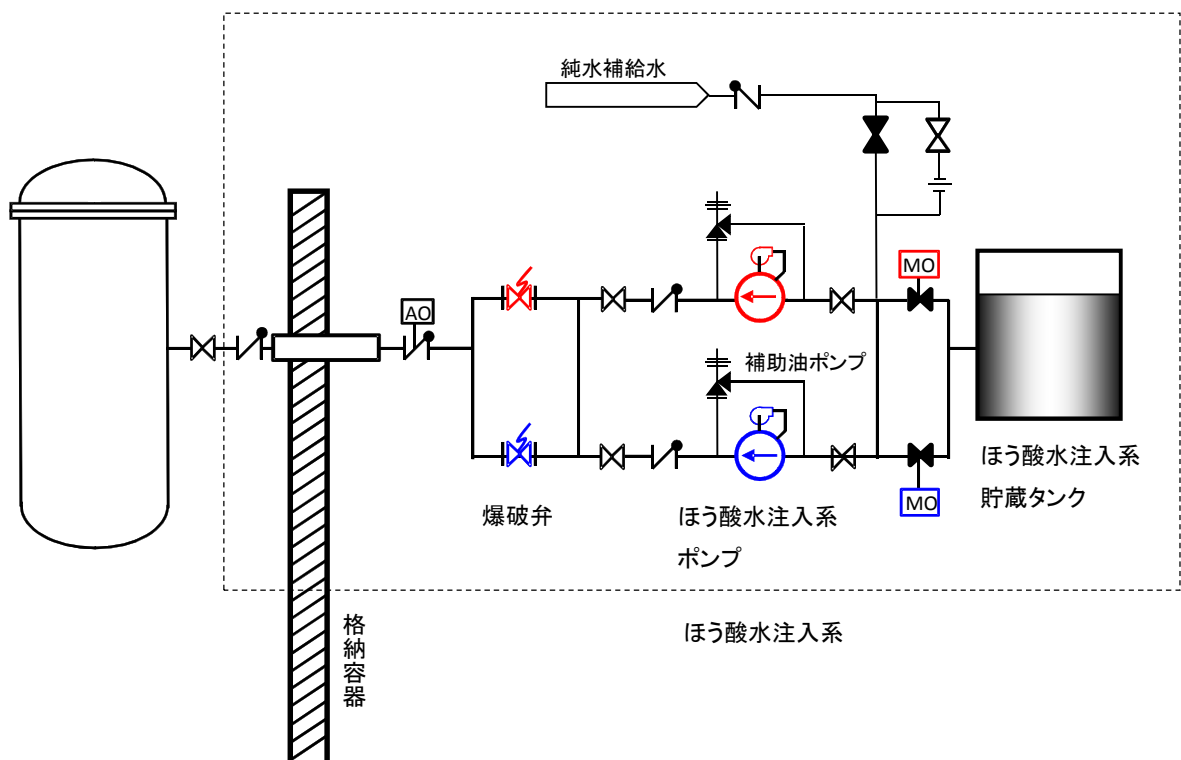 純水補給水
MO
AO
補助油ポンプ
爆破弁
ほう酸水注入系
ポンプ
MO
ほう酸水注入系
貯蔵タンク
ほう酸水注入系
格納容器